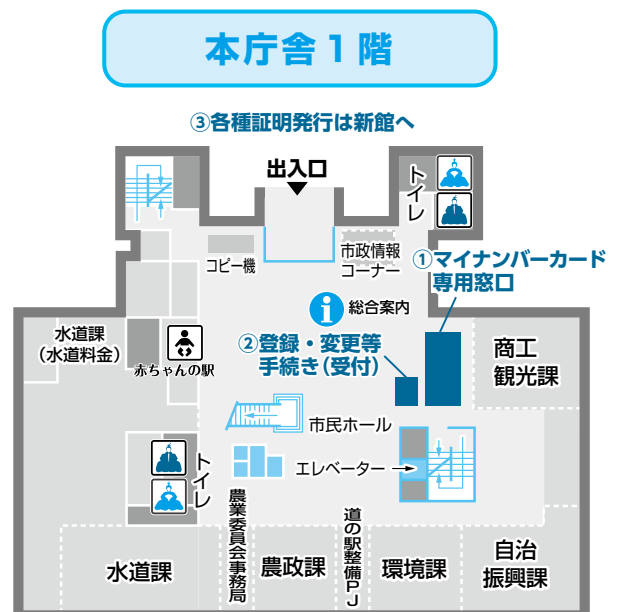 本庁舎1階
③各種証明発行は新館へ
出入口
トイレ
コピー機
市政情報
コーナー
①マイナンバーカード
専用窓口
総合案内
水道課
(水道料金)
赤ちゃんの駅
②登録・変更等
手続き(受付)
商工
観光課
市民ホール
エレベーター→
トイレ
農業委員会事務局
道の駅整備PJ
水道課
農政課
環境課
自治
振興課